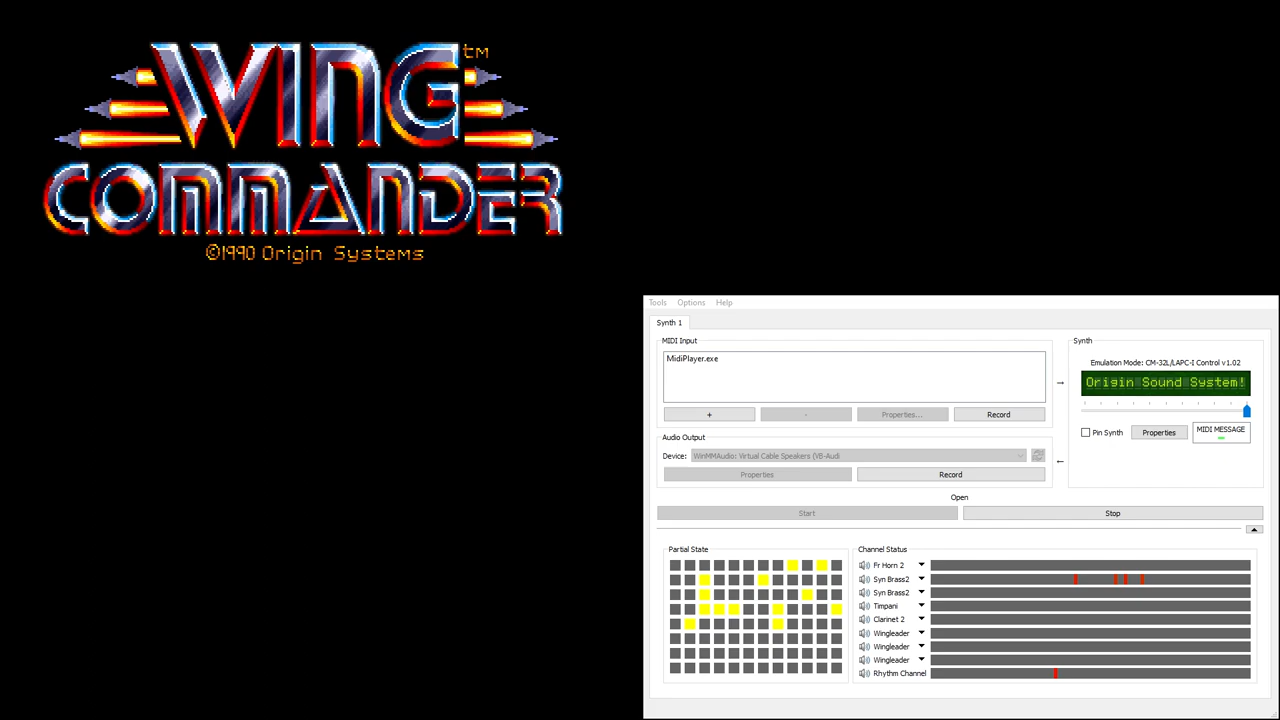 WING TM
COMMANDER
©1990 Origin Systems
Tools Options Help
Synth 1
MIDI Input
MidiPlayer.exe
+ - Properties... Record
Synth
Emulation Mode: CM-32L/LAPC-I Control v1.02
Origin Sound System!
Pin Synth Properties MIDI MESSAGE
Audio Output
Device: WinMMAudio: Virtual Cable Speakers (VB-Audi
Properties Record
Open
Start Stop
Partial State
Channel Status
Fr Horn 2
Syn Brass2
Syn Brass2
Timpani
Clarinet 2
Wingleader
Wingleader
Wingleader
Rhythm Channel